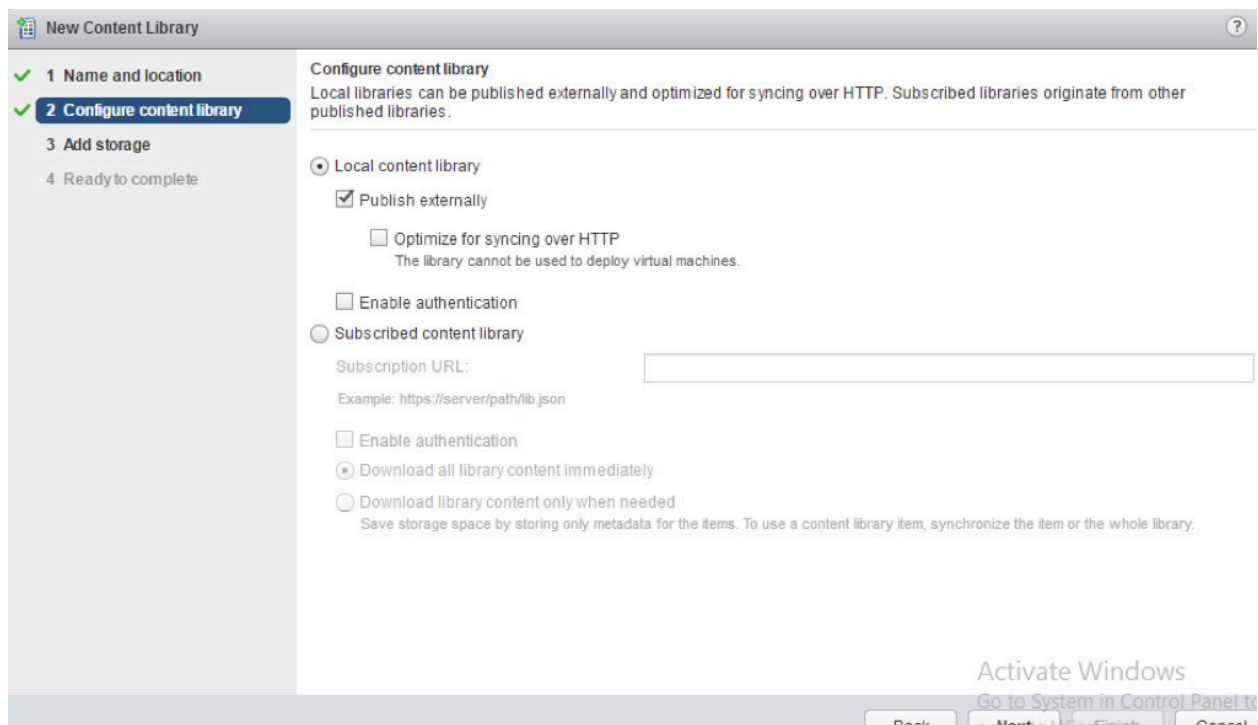 New Content Library
?
1 Name and location
2 Configure content library
3 Add storage
4 Ready to complete
Configure content library
Local libraries can be published externally and optimized for syncing over HTTP. Subscribed libraries originate from other
published libraries.
Local content library
Publish externally
Optimize for syncing over HTTP
The library cannot be used to deploy virtual machines.
Enable authentication
Subscribed content library
Subscription URL:
Example: https://server/path/lib.json
Enable authentication
Download all library content immediately
Download library content only when needed
Save storage space by storing only metadata for the items. To use a content library item, synchronize the item or the whole library.
Activate Windows
Go to System in Control Panel to
Back Next Finish Cancel